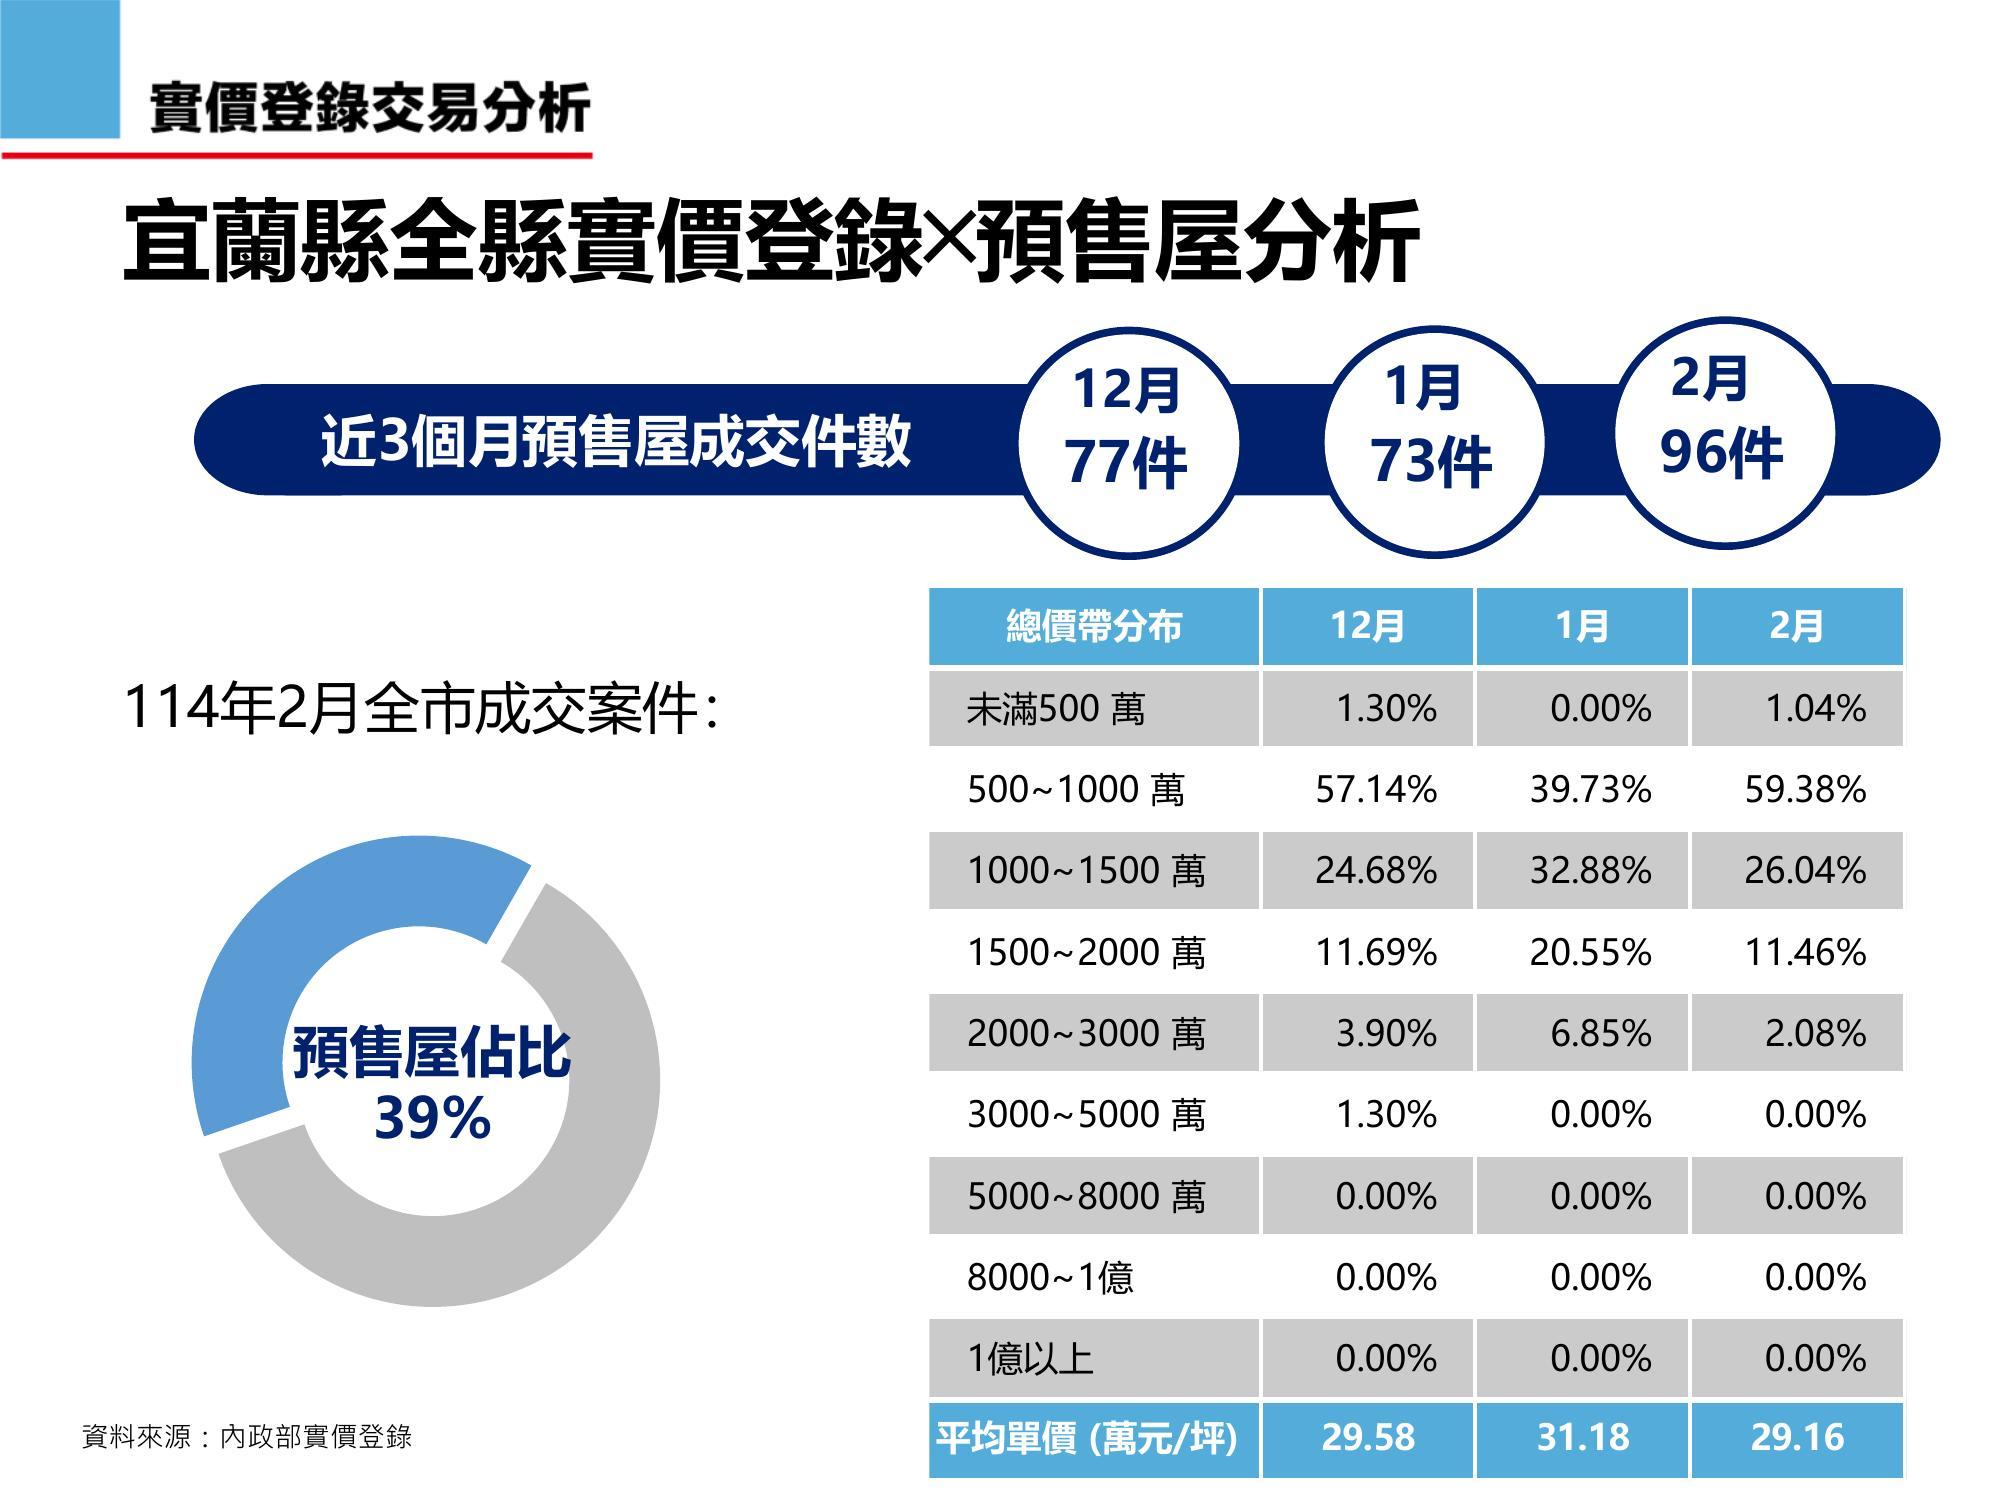 實價登錄交易分析
宜蘭縣全縣實價登錄×預售屋分析
近3個月預售屋成交件數
12月
77件
1月
73件
2月
96件
114年2月全市成交案件：
預售屋佔比
39%
總價帶分布 12月 1月 2月
未滿500 萬 1.30% 0.00% 1.04%
500~1000 萬 57.14% 39.73% 59.38%
1000~1500 萬 24.68% 32.88% 26.04%
1500~2000 萬 11.69% 20.55% 11.46%
2000~3000 萬 3.90% 6.85% 2.08%
3000~5000 萬 1.30% 0.00% 0.00%
5000~8000 萬 0.00% 0.00% 0.00%
8000~1億 0.00% 0.00% 0.00%
1億以上 0.00% 0.00% 0.00%
平均單價 (萬元/坪) 29.58 31.18 29.16
資料來源：內政部實價登錄